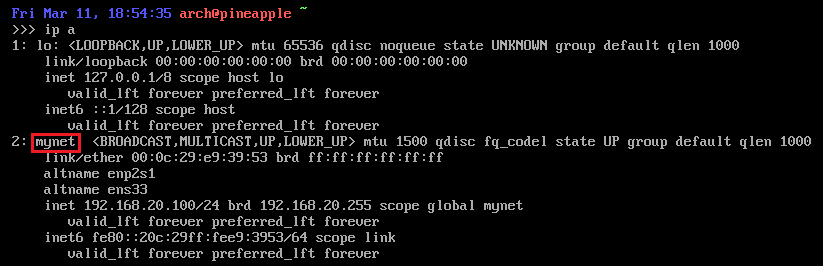 Fri Mar 11, 18:54:35 arch@pineapple ~
>>> ip a
1: lo: <LOOPBACK,UP,LOWER_UP> mtu 65536 qdisc noqueue state UNKNOWN group default qlen 1000
    link/loopback 00:00:00:00:00:00 brd 00:00:00:00:00:00
    inet 127.0.0.1/8 scope host lo
       valid_lft forever preferred_lft forever
    inet6 ::1/128 scope host
       valid_lft forever preferred_lft forever
2: mynet <BROADCAST,MULTICAST,UP,LOWER_UP> mtu 1500 qdisc fq_codel state UP group default qlen 1000
    link/ether 00:0c:29:e9:39:53 brd ff:ff:ff:ff:ff:ff
    altname enp2s1
    altname ens33
    inet 192.168.20.100/24 brd 192.168.20.255 scope global mynet
       valid_lft forever preferred_lft forever
    inet6 fe80::20c:29ff:fee9:3953/64 scope link
       valid_lft forever preferred_lft forever